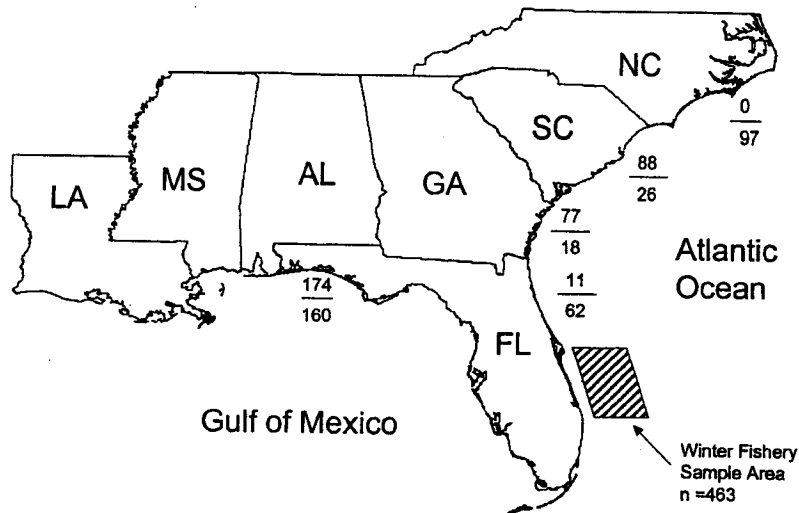 NC
0
97
SC
88
26
LA
MS
AL
GA
77
18
Atlantic
Ocean
174
160
11
62
FL
Gulf of Mexico
Winter Fishery
Sample Area
n =463